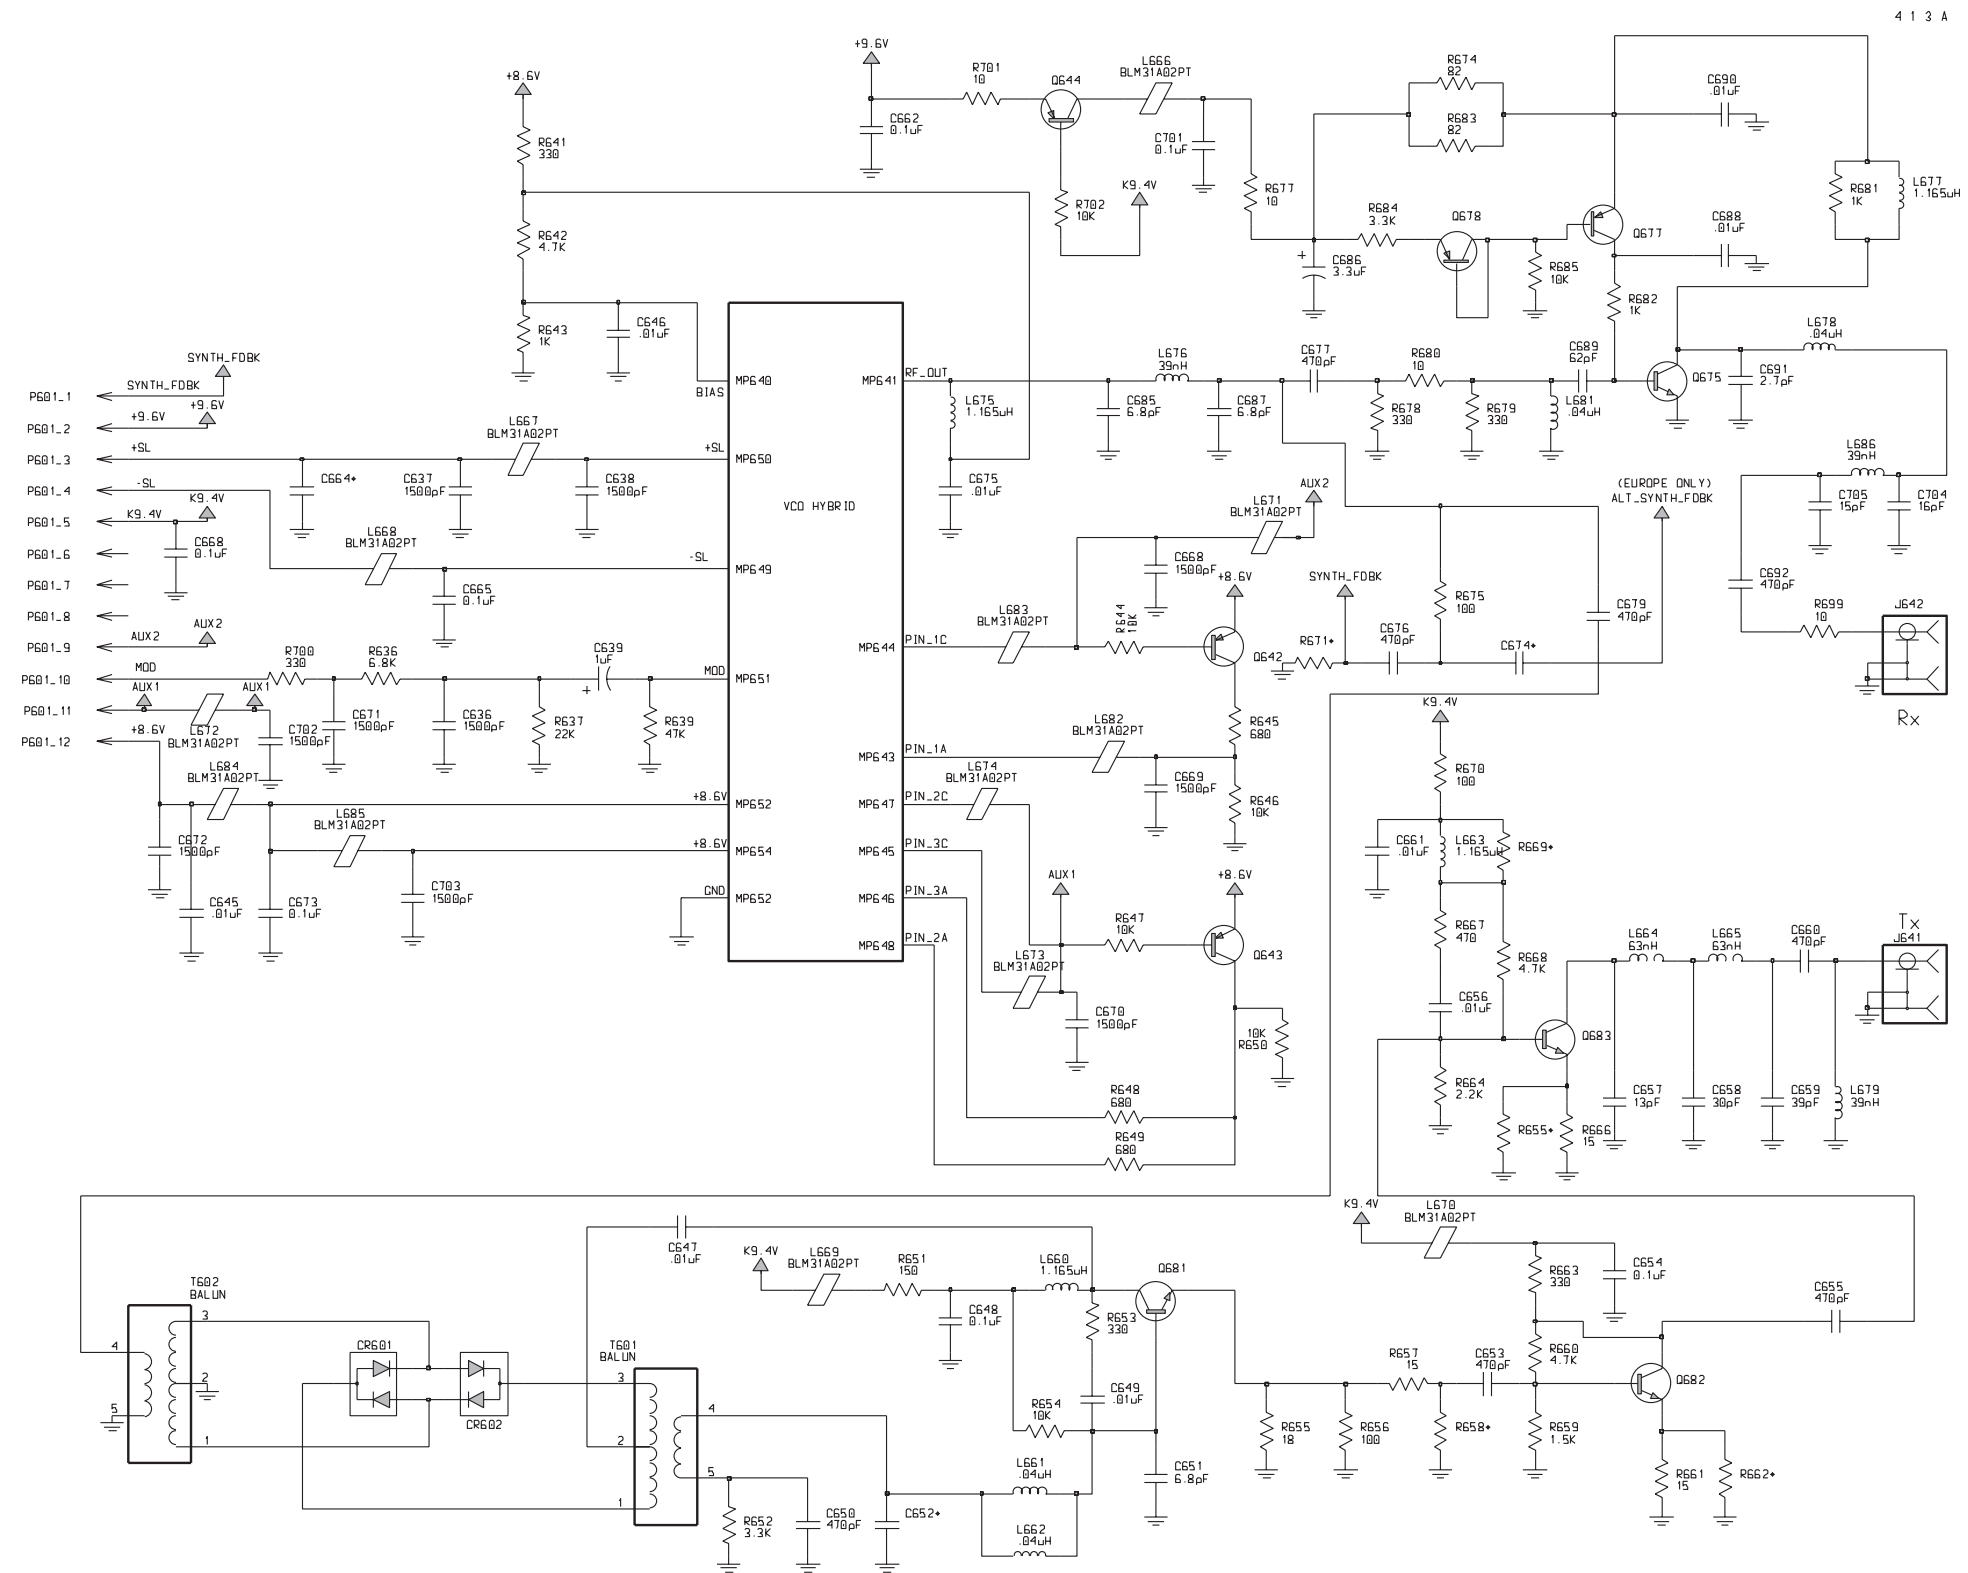 4 1 3 A
+9.6V
R701
10
Q644
L666
BLM31A02PT
R674
82
C690
.01uF
+8.6V
C662
0.1uF
R683
82
C701
0.1uF
R641
330
R702
10K
K9.4V
R677
10
R681
1K
L677
1.165uH
R684
3.3K
Q678
Q677
C688
.01uF
R642
4.7K
+
C686
3.3uF
R685
10K
R682
1K
R643
1K
C646
.01uF
L678
.04uH
SYNTH_FDBK
L676
39nH
C677
470pF
R680
10
C689
62pF
MP640
BIAS
MP641
RF_OUT
L675
1.165uH
C685
6.8pF
C687
6.8pF
R678
330
R679
330
L681
.04uH
Q675
C691
2.7pF
P601_1
SYNTH_FDBK
+9.6V
P601_2
+9.6V
P601_3
+SL
C664*
C637
1500pF
L667
BLM31A02PT
C638
1500pF
+SL
MP650
VCO HYBRID
C675
.01uF
L686
39nH
C705
15pF
C704
16pF
P601_4
-SL
K9.4V
P601_5
K9.4V
C668
0.1uF
L668
BLM31A02PT
C665
0.1uF
-SL
MP649
L671
BLM31A02PT
AUX2
(EUROPE ONLY)
ALT_SYNTH_FDBK
P601_6
P601_7
P601_8
C668
1500pF
+8.6V
SYNTH_FDBK
R675
100
C679
470pF
C692
470pF
R699
10
J642
Rx
P601_9
AUX2
AUX2
MP644
PIN_1C
L683
BLM31A02PT
R644
18K
Q642
R671*
C676
470pF
C674*
P601_10
MOD
R700
330
R636
6.8K
C639
1uF
+
MOD
MP651
P601_11
AUX1
AUX1
L672
BLM31A02PT
C702
1500pF
C671
1500pF
C636
1500pF
R637
22K
R639
47K
P601_12
+8.6V
MP643
PIN_1A
L682
BLM31A02PT
C669
1500pF
R645
680
R646
10K
K9.4V
R670
100
L684
BLM31A02PT
+8.6V
MP652
MP647
PIN_2C
L674
BLM31A02PT
C672
1500pF
L685
BLM31A02PT
+8.6V
MP654
MP645
PIN_3C
C661
.01uF
L663
1.165uH
R669*
C645
.01uF
C673
0.1uF
C703
1500pF
GND
MP652
MP646
PIN_3A
AUX1
+8.6V
MP648
PIN_2A
R647
10K
Q643
L673
BLM31A02PT
C670
1500pF
10K
R650
R667
470
R668
4.7K
C656
.01uF
Q683
L664
63nH
L665
63nH
C660
470pF
Tx
J641
R664
2.2K
R655*
R666
15
C657
13pF
C658
30pF
C659
39pF
L679
39nH
R648
680
R649
680
C647
.01uF
K9.4V
L669
BLM31A02PT
R651
150
L660
1.165uH
Q681
K9.4V
L670
BLM31A02PT
R663
330
C654
0.1uF
C655
470pF
T602
BALUN
3
4
2
5
1
CR601
CR602
T601
BALUN
3
4
2
5
1
C648
0.1uF
R653
330
C649
.01uF
R654
10K
L661
.04uH
L662
.04uH
C651
6.8pF
R652
3.3K
C650
470pF
C652*
R655
18
R656
100
R657
15
C653
470pF
R658*
R660
4.7K
R659
1.5K
Q682
R661
15
R662*